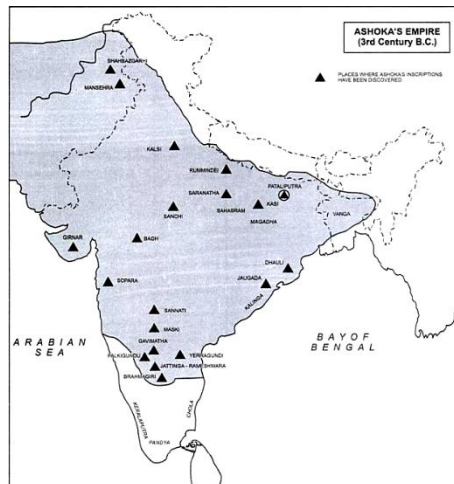 ASHOKA'S EMPIRE
(3rd Century B.C.)
PLACES WHERE ASHOKA'S INSCRIPTIONS
HAVE BEEN DISCOVERED
SHAHBAZGARHI
MANSEHRA
KALSI
RUMMINDEI
PATALIPUTRA
SARANATHA
SAHASRAM
KASI
MAGADHA
VANGA
SANCHI
GIRNAR
BAGH
DHAULI
JAUGADA
KALINGA
SOPARA
SANNATI
MASKI
GAVIMATHA
PALKIGUNDU
YERRAGUNDI
JATTINGA - RAMESHWARA
BRAHMAGIRI
ARABIAN
SEA
BAY OF
BENGAL
KERALAPUTRA
CHOLA
PANDYA